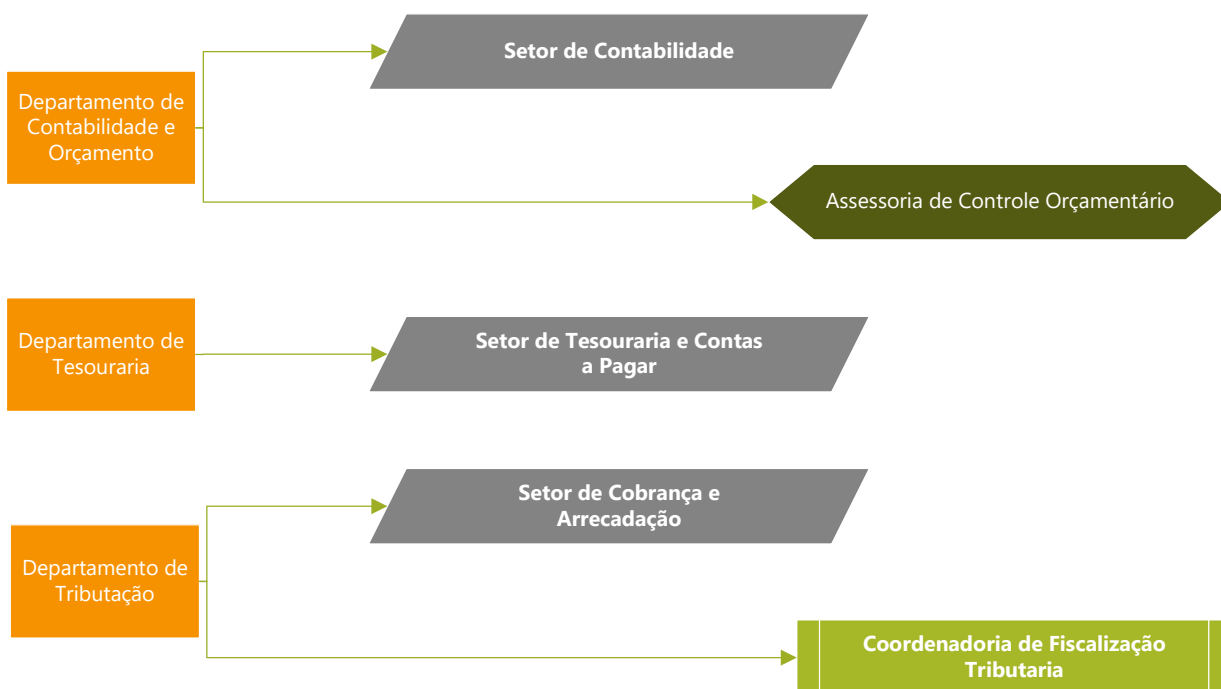 Setor de Contabilidade
Departamento de
Contabilidade e
Orçamento
Assessoria de Controle Orçamentário
Departamento de
Tesouraria
Setor de Tesouraria e Contas
a Pagar
Setor de Cobrança e
Arrecadação
Departamento de
Tributação
Coordenadoria de Fiscalização
Tributaria